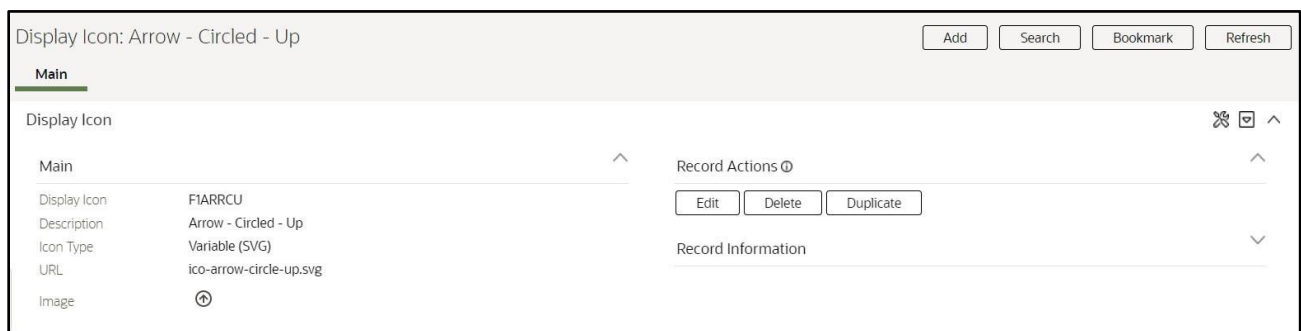 Display Icon: Arrow - Circled - Up
Add Search Bookmark Refresh
Main
Display Icon
Main
Display Icon F1ARRCU
Description Arrow - Circled - Up
Icon Type Variable (SVG)
URL ico-arrow-circle-up.svg
Image
Record Actions
Edit Delete Duplicate
Record Information